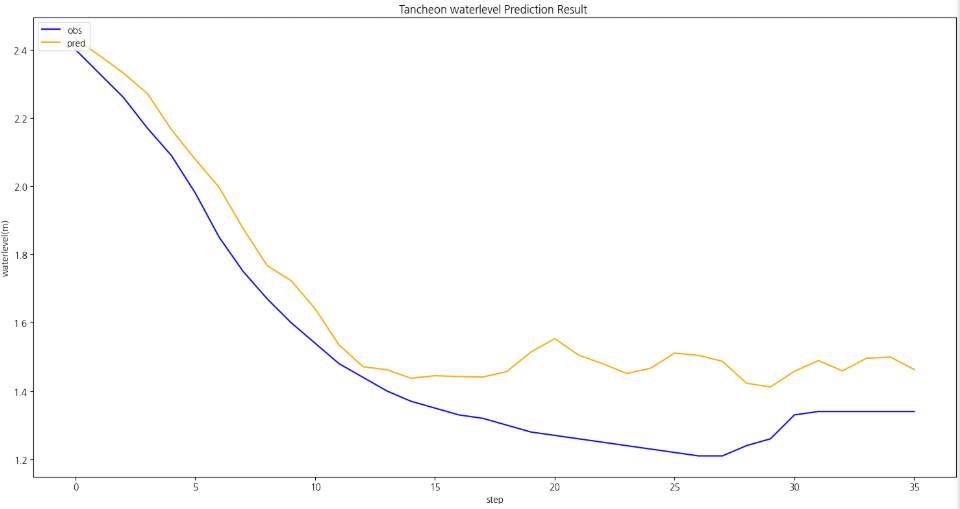 Tancheon waterlevel Prediction Result
obs
pred
waterlevel(m)
2.4
2.2
2.0
1.8
1.6
1.4
1.2
0 5 10 15 20 25 30 35
step